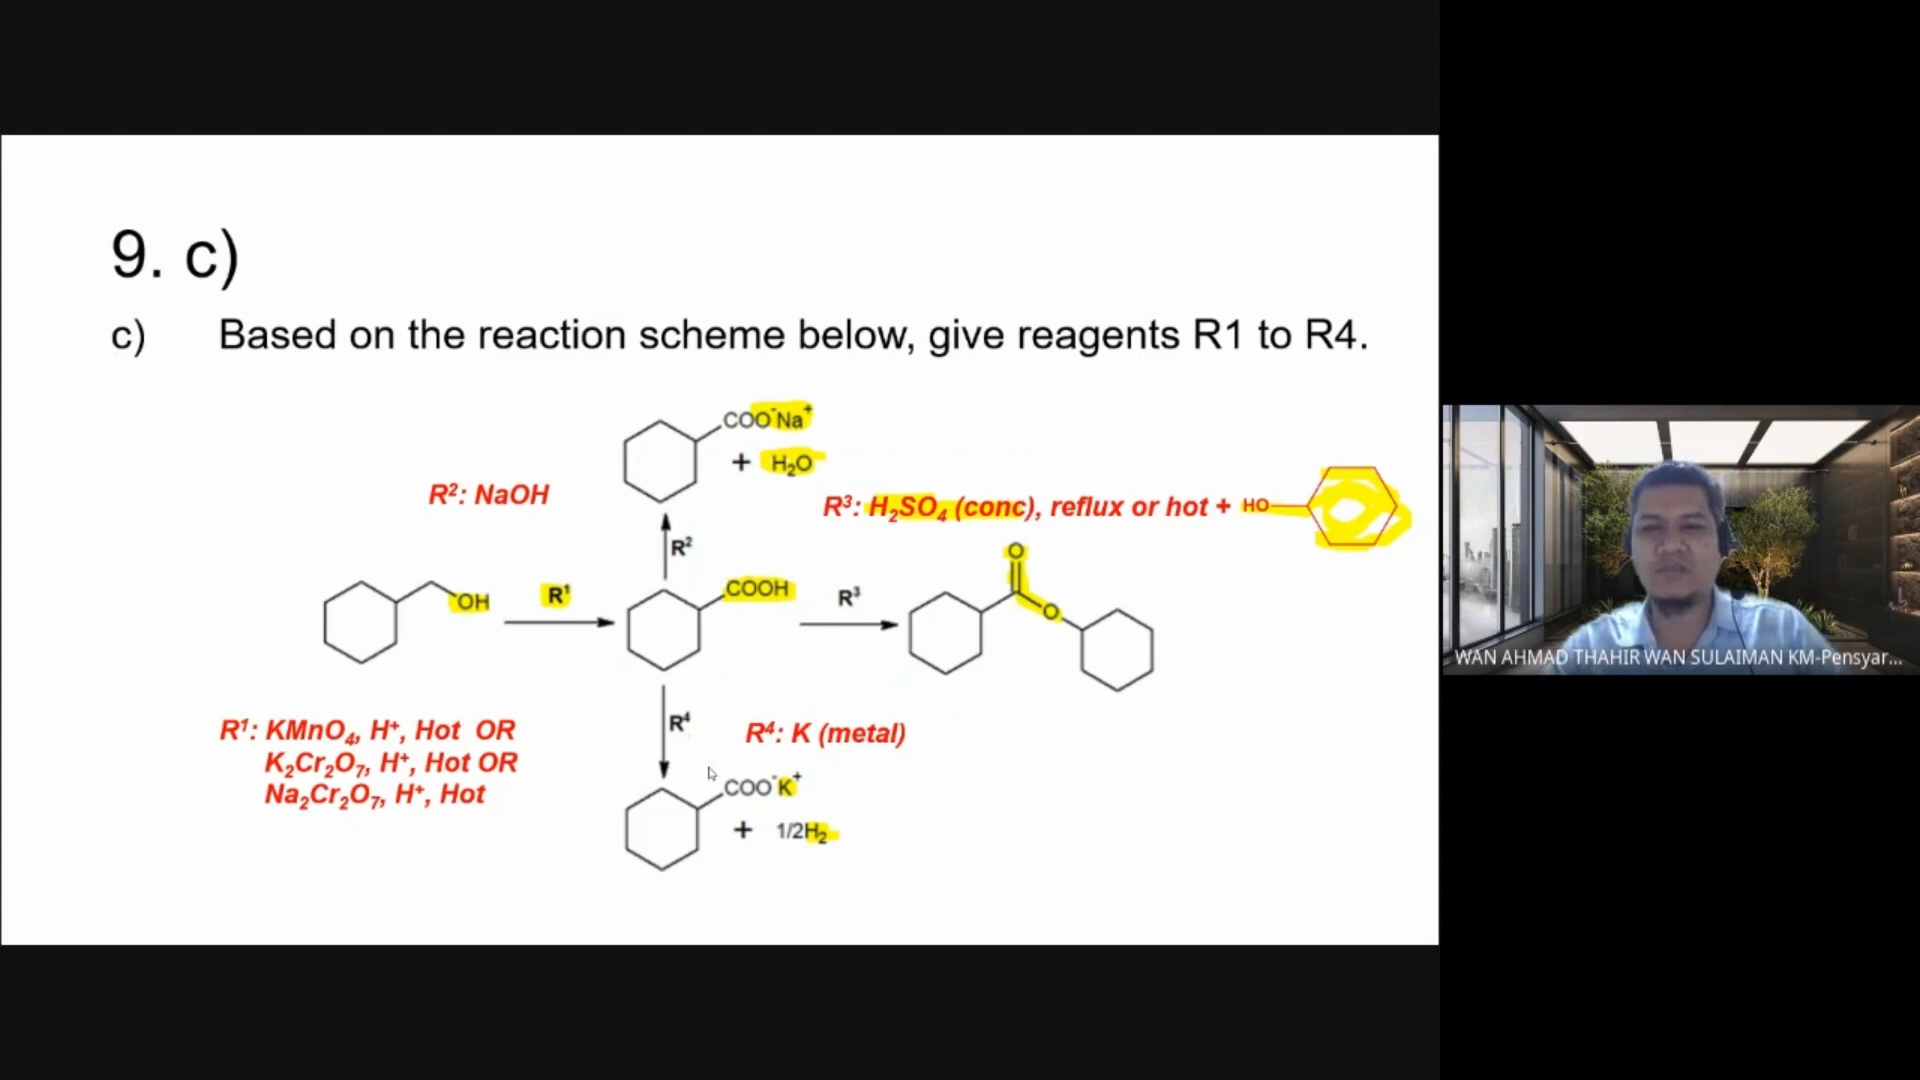 9. c)
c) Based on the reaction scheme below, give reagents R1 to R4.
COO⁻Na⁺
+ H₂O
R²: NaOH
R³: H₂SO₄ (conc), reflux or hot + HO
R²
O
OH
R¹
COOH
R³
O
R¹: KMnO₄, H⁺, Hot OR
K₂Cr₂O₇, H⁺, Hot OR
Na₂Cr₂O₇, H⁺, Hot
R⁴
R⁴: K (metal)
COO⁻K⁺
+ 1/2H₂
WAN AHMAD THAHIR WAN SULAIMAN KM-Pensyar...